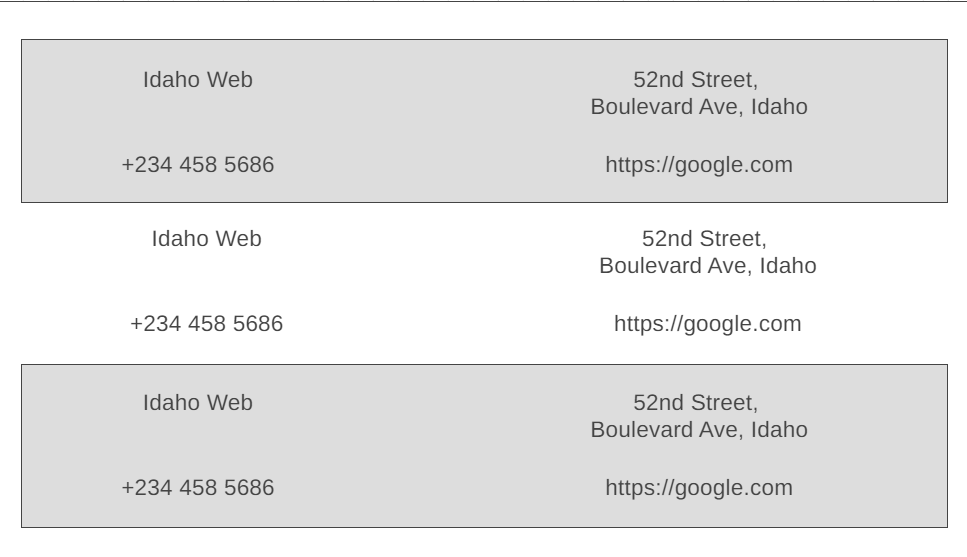 Idaho Web
52nd Street,
Boulevard Ave, Idaho
+234 458 5686
https://google.com
Idaho Web
52nd Street,
Boulevard Ave, Idaho
+234 458 5686
https://google.com
Idaho Web
52nd Street,
Boulevard Ave, Idaho
+234 458 5686
https://google.com